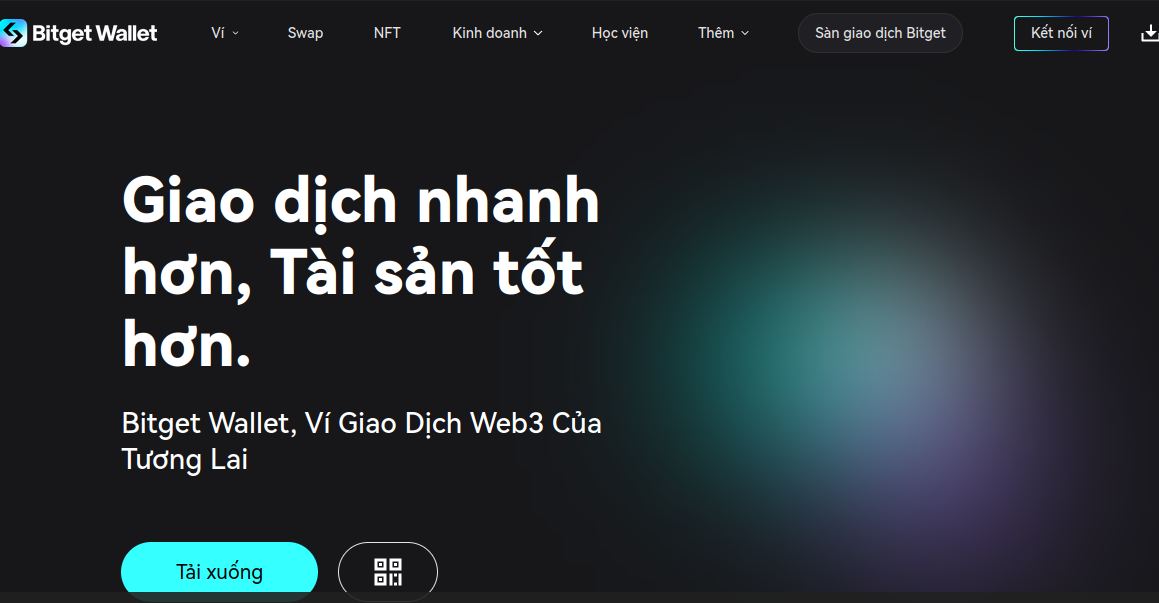 Bitget Wallet Ví Swap NFT Kinh doanh Học viện Thêm Sàn giao dịch Bitget Kết nối ví
Giao dịch nhanh
hơn, Tài sản tốt
hơn.
Bitget Wallet, Ví Giao Dịch Web3 Của
Tương Lai
Tải xuống